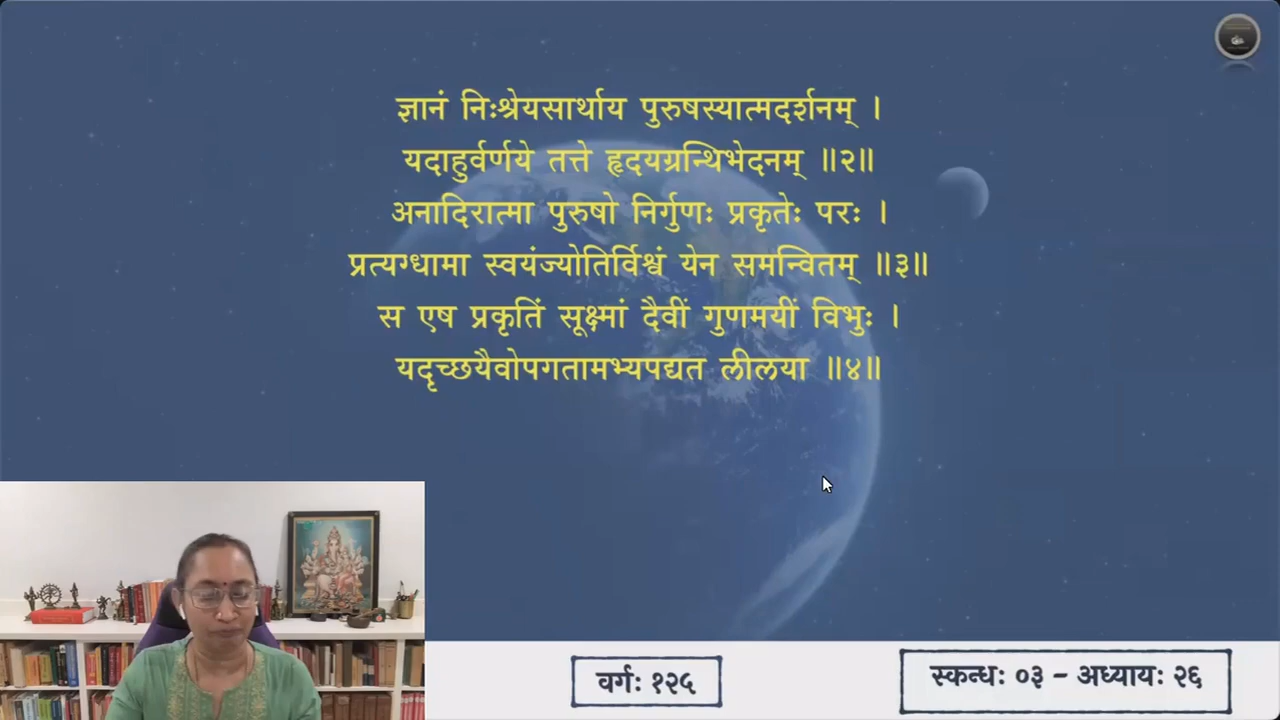 ज्ञानं निःश्रेयसार्थाय पुरुषस्यात्मदर्शनम् ।
यदाहुर्वर्णये तत्ते हृदयग्रन्थिभेदनम् ॥२॥
अनादिरात्मा पुरुषो निर्गुणः प्रकृतेः परः ।
प्रत्यग्धामा स्वयंज्योतिर्विश्वं येन समन्वितम् ॥३॥
स एष प्रकृतिं सूक्ष्मां दैवीं गुणमयीं विभुः ।
यदृच्छयैवोपगतामभ्यपद्यत लीलया ॥४॥
वर्गः १२५
स्कन्धः ०३ - अध्यायः २६